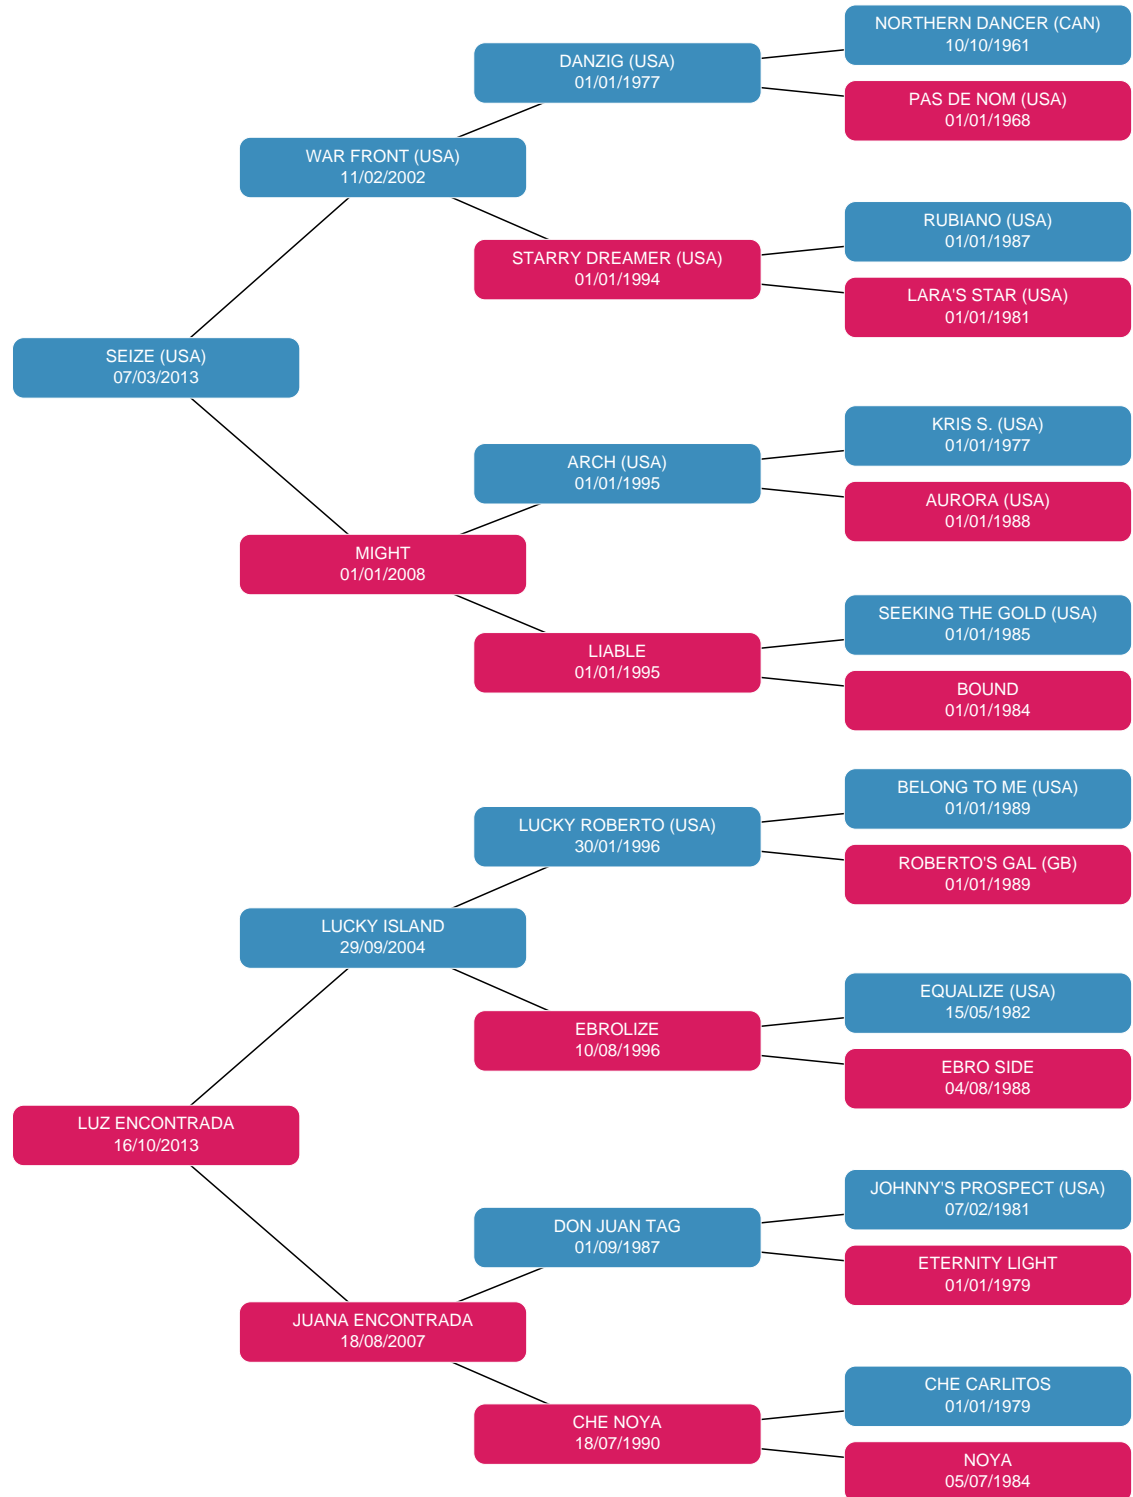 NORTHERN DANCER (CAN)
10/10/1961
DANZIG (USA)
01/01/1977
PAS DE NOM (USA)
01/01/1968
WAR FRONT (USA)
11/02/2002
RUBIANO (USA)
01/01/1987
STARRY DREAMER (USA)
01/01/1994
LARA'S STAR (USA)
01/01/1981
SEIZE (USA)
07/03/2013
KRIS S. (USA)
01/01/1977
ARCH (USA)
01/01/1995
AURORA (USA)
01/01/1988
MIGHT
01/01/2008
SEEKING THE GOLD (USA)
01/01/1985
LIABLE
01/01/1995
BOUND
01/01/1984
BELONG TO ME (USA)
01/01/1989
LUCKY ROBERTO (USA)
30/01/1996
ROBERTO'S GAL (GB)
01/01/1989
LUCKY ISLAND
29/09/2004
EQUALIZE (USA)
15/05/1982
EBROLIZE
10/08/1996
EBRO SIDE
04/08/1988
LUZ ENCONTRADA
16/10/2013
JOHNNY'S PROSPECT (USA)
07/02/1981
DON JUAN TAG
01/09/1987
ETERNITY LIGHT
01/01/1979
JUANA ENCONTRADA
18/08/2007
CHE CARLITOS
01/01/1979
CHE NOYA
18/07/1990
NOYA
05/07/1984